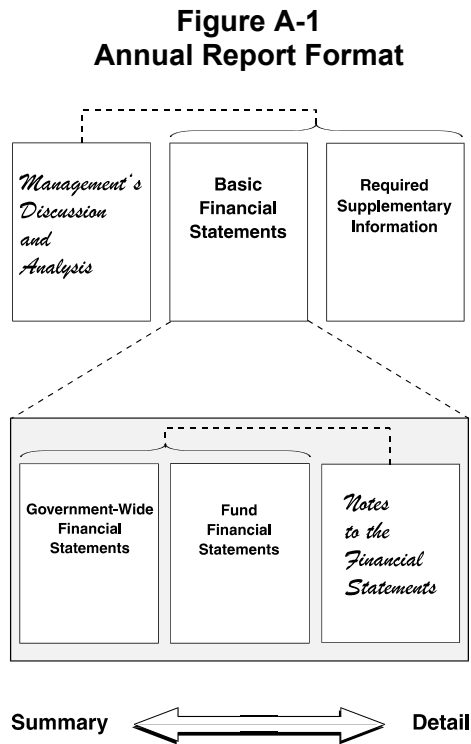 Figure A-1
Annual Report Format
Management's
Discussion
and
Analysis
Basic
Financial
Statements
Required
Supplementary
Information
Government-Wide
Financial
Statements
Fund
Financial
Statements
Notes
to the
Financial
Statements
Summary
Detail